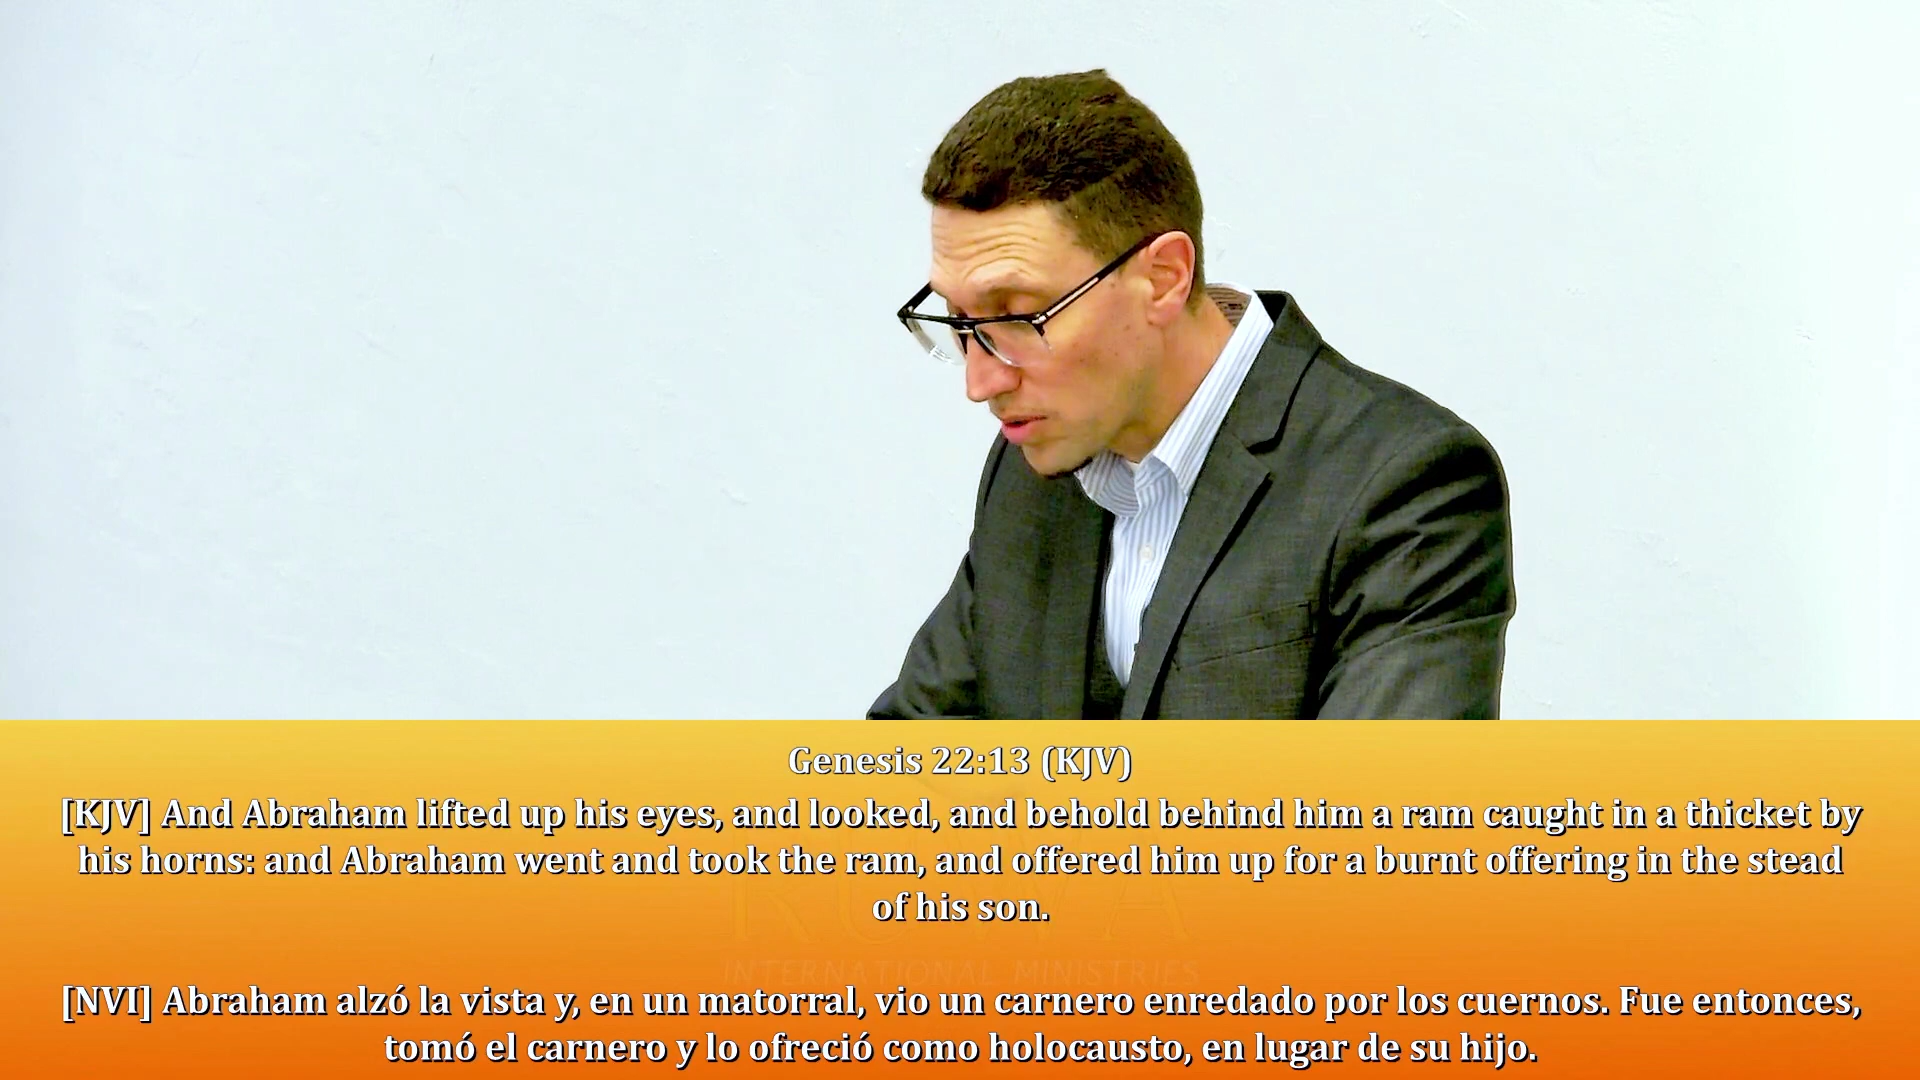 Genesis 22:13 (KJV)
[KJV] And Abraham lifted up his eyes, and looked, and behold behind him a ram caught in a thicket by
his horns: and Abraham went and took the ram, and offered him up for a burnt offering in the stead
of his son.
RUWA
INTERNATIONAL MINISTRIES
[NVI] Abraham alzó la vista y, en un matorral, vio un carnero enredado por los cuernos. Fue entonces,
tomó el carnero y lo ofreció como holocausto, en lugar de su hijo.